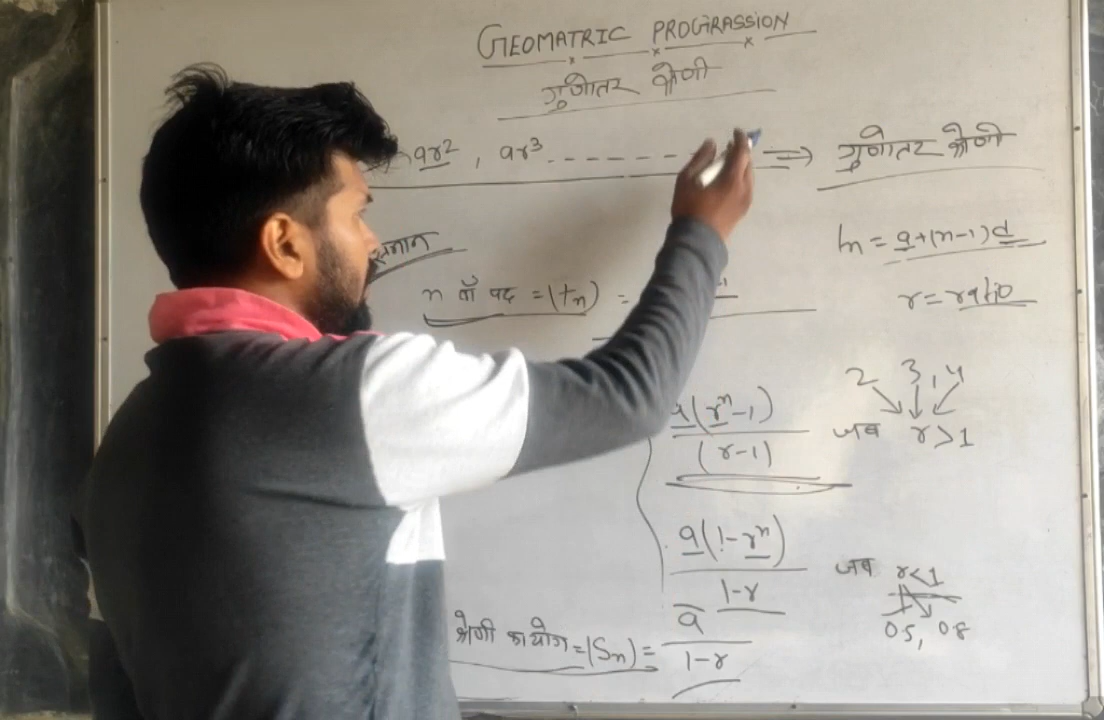 GEOMATRIC PROGRASSION
गुणोतर श्रेणी
ar², ar³ - - - - - - - ⇒ गुणोतर श्रेणी
tn = a+(n-1)d
n वाँ पद = (tn) =
r = ratio
2 3, 4
a(rⁿ-1)
(r-1)
जब r>1
a(1-rⁿ)
1-r
जब r<1
0.5, 0.8
श्रेणी का योग = (Sn) =
a
1-r